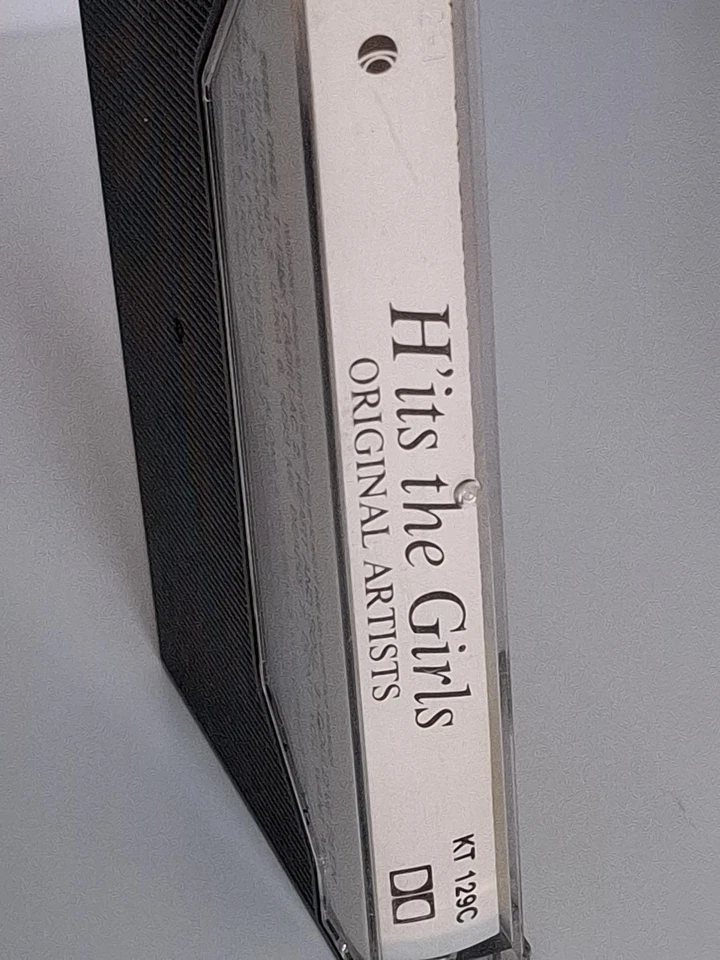 H'its the Girls
ORIGINAL ARTISTS
KT 129C